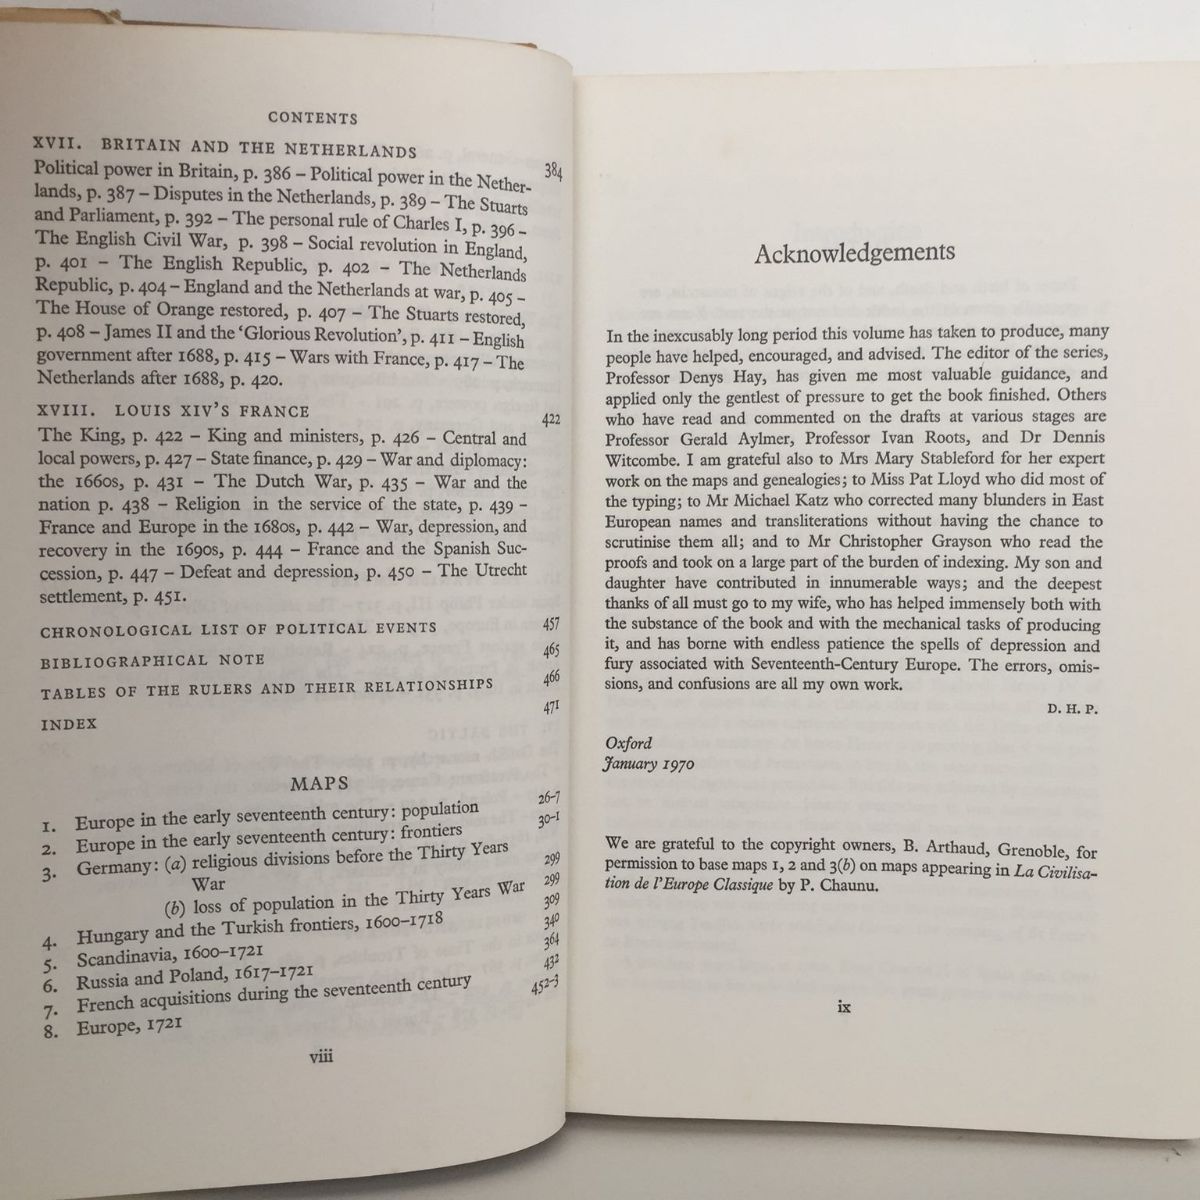 CONTENTS
XVII. BRITAIN AND THE NETHERLANDS 384
Political power in Britain, p. 386 – Political power in the Nether-
lands, p. 387 – Disputes in the Netherlands, p. 389 – The Stuarts
and Parliament, p. 392 – The personal rule of Charles I, p. 396 –
The English Civil War, p. 398 – Social revolution in England,
p. 401 – The English Republic, p. 402 – The Netherlands
Republic, p. 404 – England and the Netherlands at war, p. 405 –
The House of Orange restored, p. 407 – The Stuarts restored,
p. 408 – James II and the 'Glorious Revolution', p. 411 – English
government after 1688, p. 415 – Wars with France, p. 417 – The
Netherlands after 1688, p. 420.
XVIII. LOUIS XIV'S FRANCE 422
The King, p. 422 – King and ministers, p. 426 – Central and
local powers, p. 427 – State finance, p. 429 – War and diplomacy:
the 1660s, p. 431 – The Dutch War, p. 435 – War and the
nation p. 438 – Religion in the service of the state, p. 439 –
France and Europe in the 1680s, p. 442 – War, depression, and
recovery in the 1690s, p. 444 – France and the Spanish Suc-
cession, p. 447 – Defeat and depression, p. 450 – The Utrecht
settlement, p. 451.
CHRONOLOGICAL LIST OF POLITICAL EVENTS 457
BIBLIOGRAPHICAL NOTE 465
TABLES OF THE RULERS AND THEIR RELATIONSHIPS 466
INDEX 471
MAPS
1. Europe in the early seventeenth century: population 26–7
2. Europe in the early seventeenth century: frontiers 30–1
3. Germany: (a) religious divisions before the Thirty Years
War 299
(b) loss of population in the Thirty Years War 299
4. Hungary and the Turkish frontiers, 1600–1718 309
5. Scandinavia, 1600–1721 340
6. Russia and Poland, 1617–1721 364
7. French acquisitions during the seventeenth century 432
8. Europe, 1721 452–3
viii
Acknowledgements
In the inexcusably long period this volume has taken to produce, many
people have helped, encouraged, and advised. The editor of the series,
Professor Denys Hay, has given me most valuable guidance, and
applied only the gentlest of pressure to get the book finished. Others
who have read and commented on the drafts at various stages are
Professor Gerald Aylmer, Professor Ivan Roots, and Dr Dennis
Witcombe. I am grateful also to Mrs Mary Stableford for her expert
work on the maps and genealogies; to Miss Pat Lloyd who did most of
the typing; to Mr Michael Katz who corrected many blunders in East
European names and transliterations without having the chance to
scrutinise them all; and to Mr Christopher Grayson who read the
proofs and took on a large part of the burden of indexing. My son and
daughter have contributed in innumerable ways; and the deepest
thanks of all must go to my wife, who has helped immensely both with
the substance of the book and with the mechanical tasks of producing
it, and has borne with endless patience the spells of depression and
fury associated with Seventeenth-Century Europe. The errors, omis-
sions, and confusions are all my own work.
D. H. P.
Oxford
January 1970
We are grateful to the copyright owners, B. Arthaud, Grenoble, for
permission to base maps 1, 2 and 3(b) on maps appearing in La Civilisa-
tion de l'Europe Classique by P. Chaunu.
ix